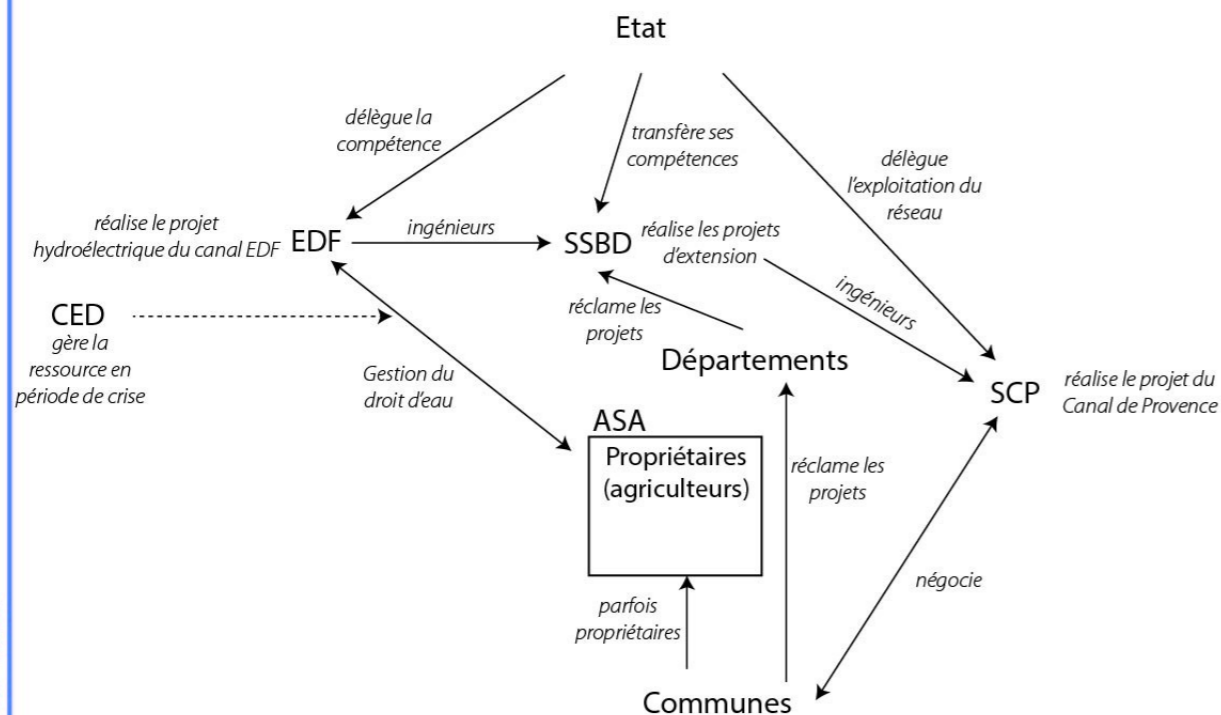 Etat
délègue la
compétence
transfère ses
compétences
délègue
l'exploitation du
réseau
réalise le projet
hydroélectrique du canal EDF
EDF
ingénieurs
SSBD
réalise les projets
d'extension
CED
gère la
ressource en
période de crise
réclame les
projets
ingénieurs
Départements
Gestion du
droit d'eau
SCP
réalise le projet du
Canal de Provence
ASA
Propriétaires
(agriculteurs)
réclame les
projets
négocie
parfois
propriétaires
Communes